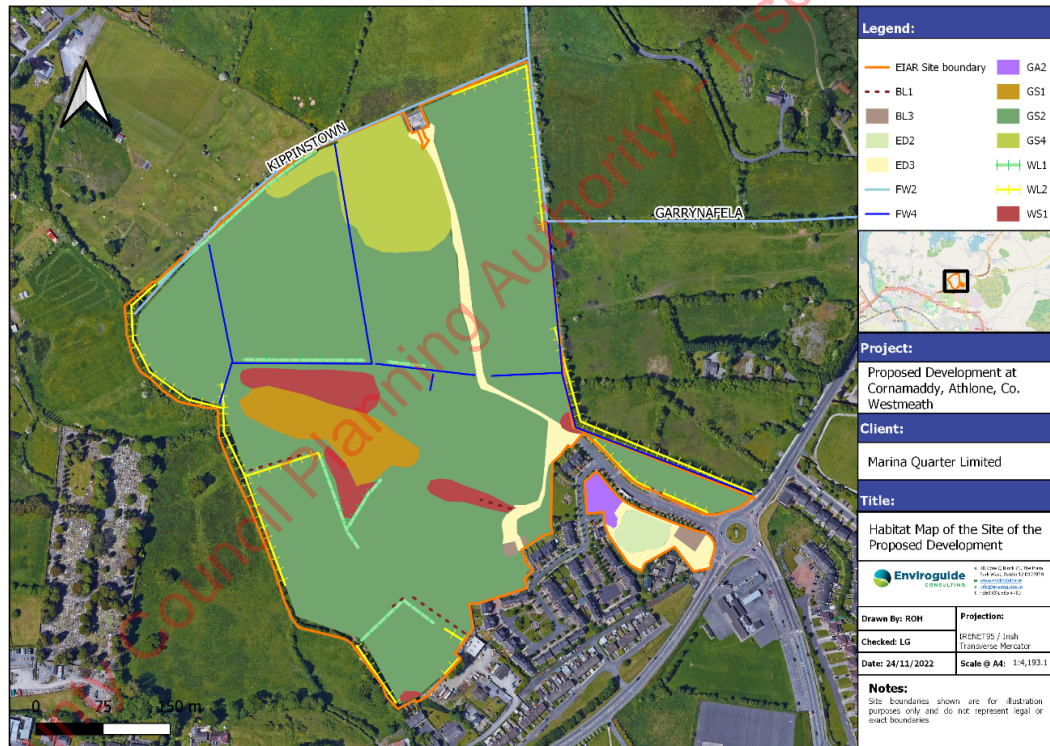 KIPPINSTOWN
GARRYNAFELA
0 75 150 m
Council Planning Authority! Insp
Legend:
EIAR Site boundary
BL1
BL3
ED2
ED3
FW2
FW4
GA2
GS1
GS2
GS4
WL1
WL2
WS1
Project:
Proposed Development at
Cornamaddy, Athlone, Co.
Westmeath
Client:
Marina Quarter Limited
Title:
Habitat Map of the Site of the
Proposed Development
Enviroguide
CONSULTING
Drawn By: ROH
Projection:
IRENET95 / Irish
Transverse Mercator
Checked: LG
Date: 24/11/2022
Scale @ A4: 1:4,193.1
Notes:
Site boundaries shown are for illustration
purposes only and do not represent legal or
exact boundaries